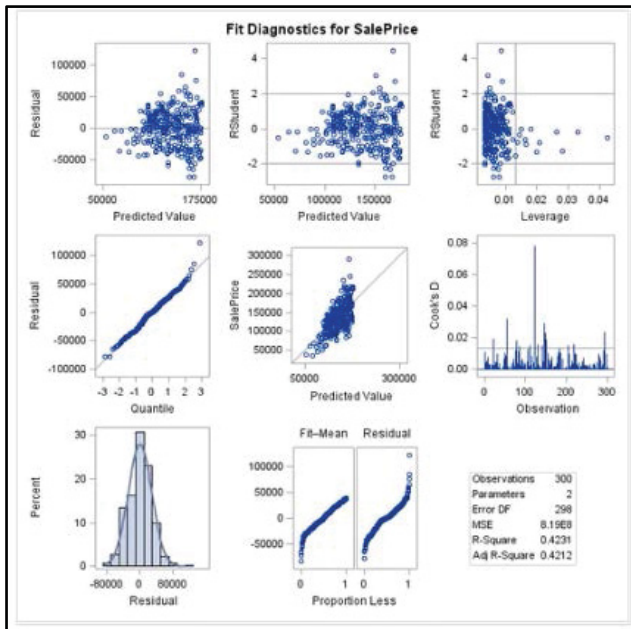 Fit Diagnostics for SalePrice
100000
50000
0
-50000
Residual
50000 175000
Predicted Value
4
2
0
-2
RStudent
50000 100000 150000
Predicted Value
4
2
0
-2
RStudent
0.01 0.02 0.03 0.04
Leverage
100000
50000
0
-50000
-100000
Residual
-3 -2 -1 0 1 2 3
Quantile
300000
250000
200000
150000
100000
50000
SalePrice
50000 300000
Predicted Value
0.08
0.06
0.04
0.02
0.00
Cook's D
0 100 200 300
Observation
30
20
10
0
Percent
-80000 0 80000
Residual
Fit–Mean Residual
100000
50000
0
-50000
0 1 0 1
Proportion Less
Observations 300
Parameters 2
Error DF 298
MSE 8.19E8
R-Square 0.4231
Adj R-Square 0.4212